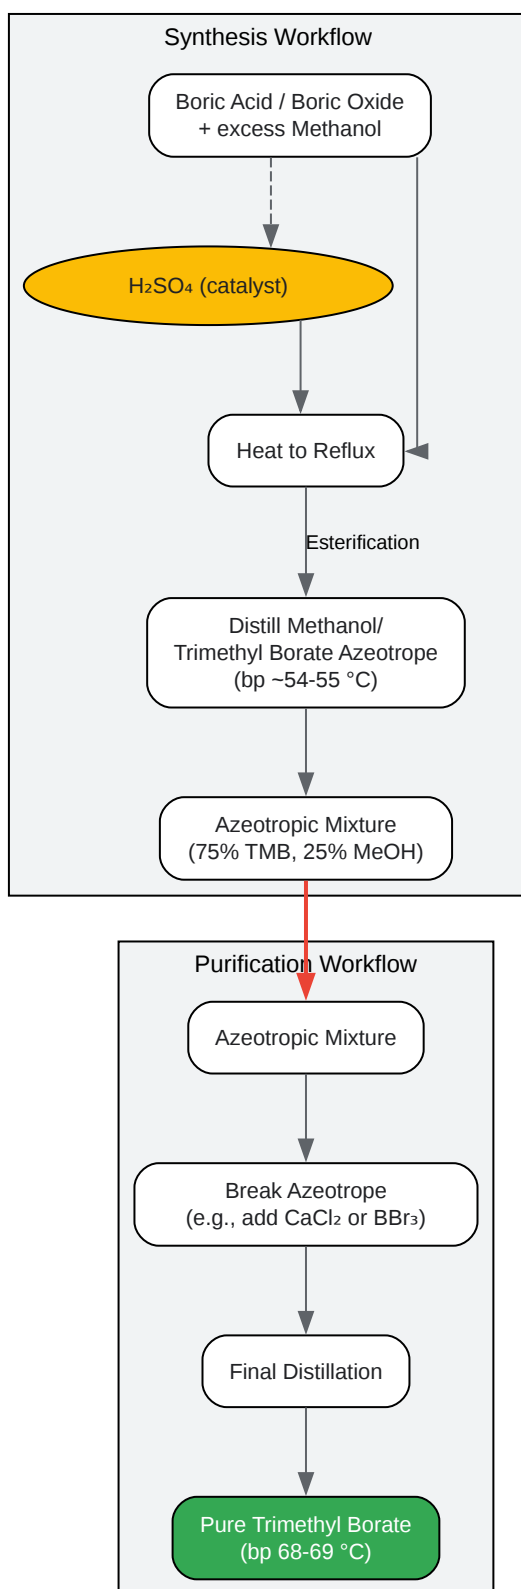 Synthesis Workflow
Boric Acid / Boric Oxide
+ excess Methanol
H₂SO₄ (catalyst)
Heat to Reflux
Esterification
Distill Methanol/
Trimethyl Borate Azeotrope
(bp ~54-55 °C)
Azeotropic Mixture
(75% TMB, 25% MeOH)
Purification Workflow
Azeotropic Mixture
Break Azeotrope
(e.g., add CaCl₂ or BBr₃)
Final Distillation
Pure Trimethyl Borate
(bp 68-69 °C)